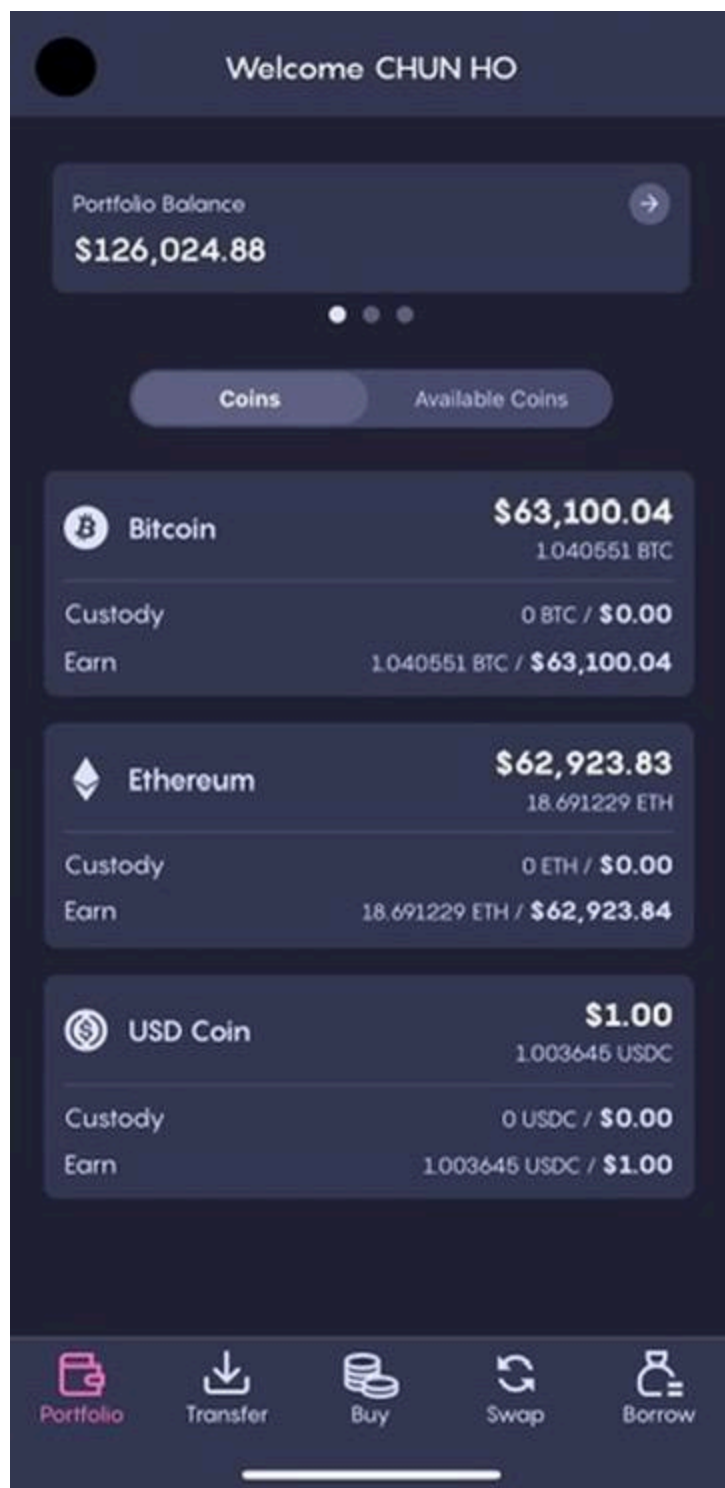 Welcome CHUN HO
Portfolio Balance
$126,024.88
Coins Available Coins
Bitcoin $63,100.04
1.040551 BTC
Custody 0 BTC / $0.00
Earn 1.040551 BTC / $63,100.04
Ethereum $62,923.83
18.691229 ETH
Custody 0 ETH / $0.00
Earn 18.691229 ETH / $62,923.84
USD Coin $1.00
1.003645 USDC
Custody 0 USDC / $0.00
Earn 1.003645 USDC / $1.00
Portfolio Transfer Buy Swap Borrow